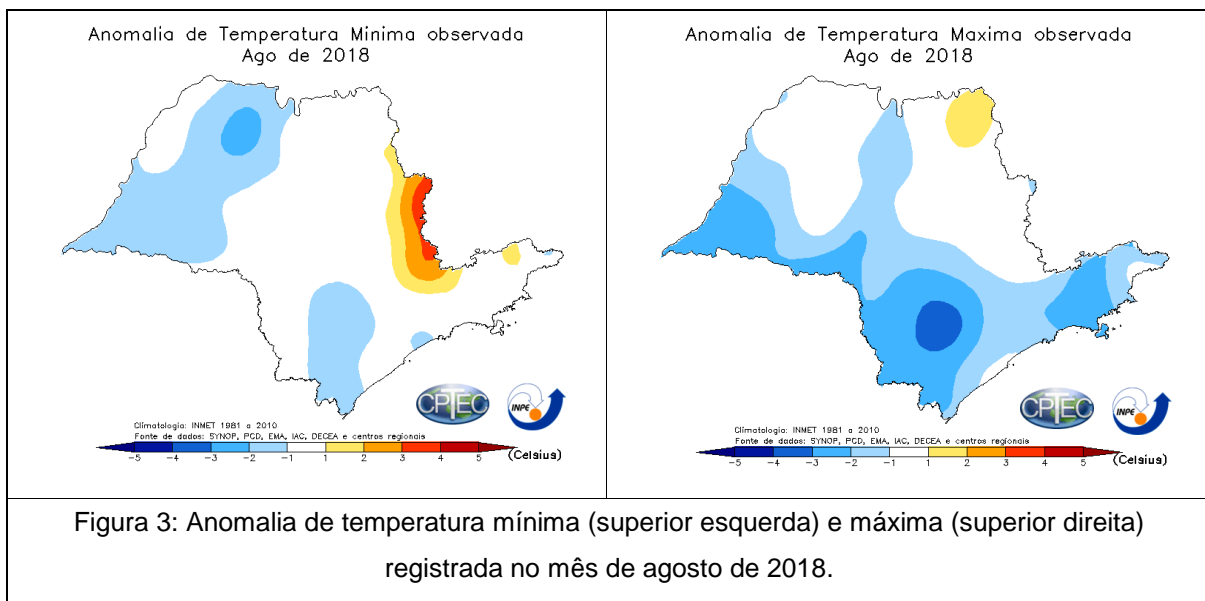 Anomalia de Temperatura Minima observada
Ago de 2018
CPTEC
INPE
Climatologia: INMET 1981 a 2010
Fonte de dados: SYNOP, PCD, EMA, IAC, DECEA e centros regionais
-5 -4 -3 -2 -1 1 2 3 4 5 (Celsius)
Anomalia de Temperatura Maxima observada
Ago de 2018
CPTEC
INPE
Climatologia: INMET 1981 a 2010
Fonte de dados: SYNOP, PCD, EMA, IAC, DECEA e centros regionais
-5 -4 -3 -2 -1 1 2 3 4 5 (Celsius)
Figura 3: Anomalia de temperatura mínima (superior esquerda) e máxima (superior direita)
registrada no mês de agosto de 2018.